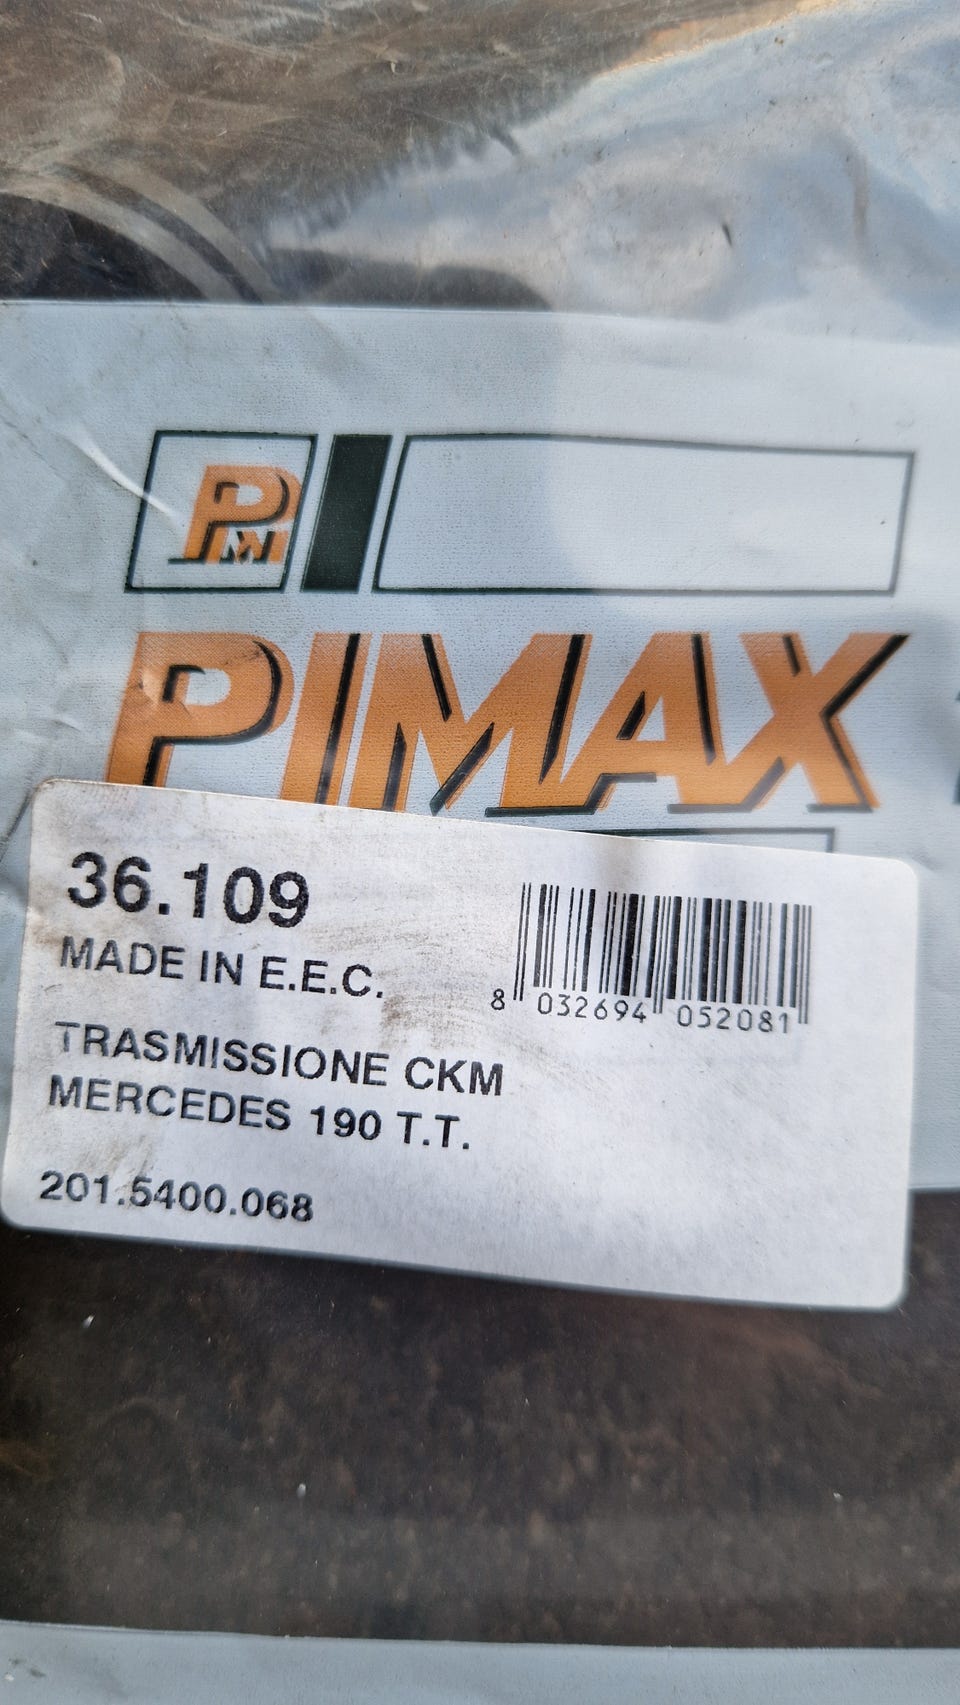 PM
PIMAX
36.109
MADE IN E.E.C.
8 032694 052081
TRASMISSIONE CKM
MERCEDES 190 T.T.
201.5400.068